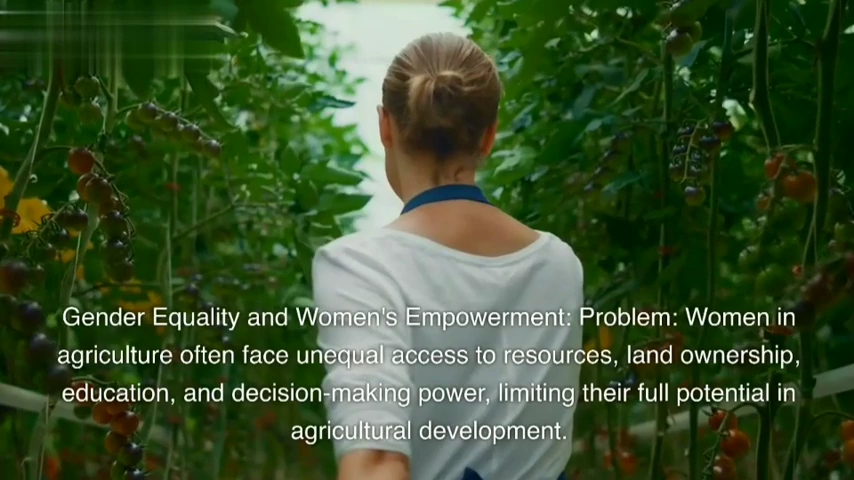 Gender Equality and Women's Empowerment: Problem: Women in
agriculture often face unequal access to resources, land ownership,
education, and decision-making power, limiting their full potential in
agricultural development.